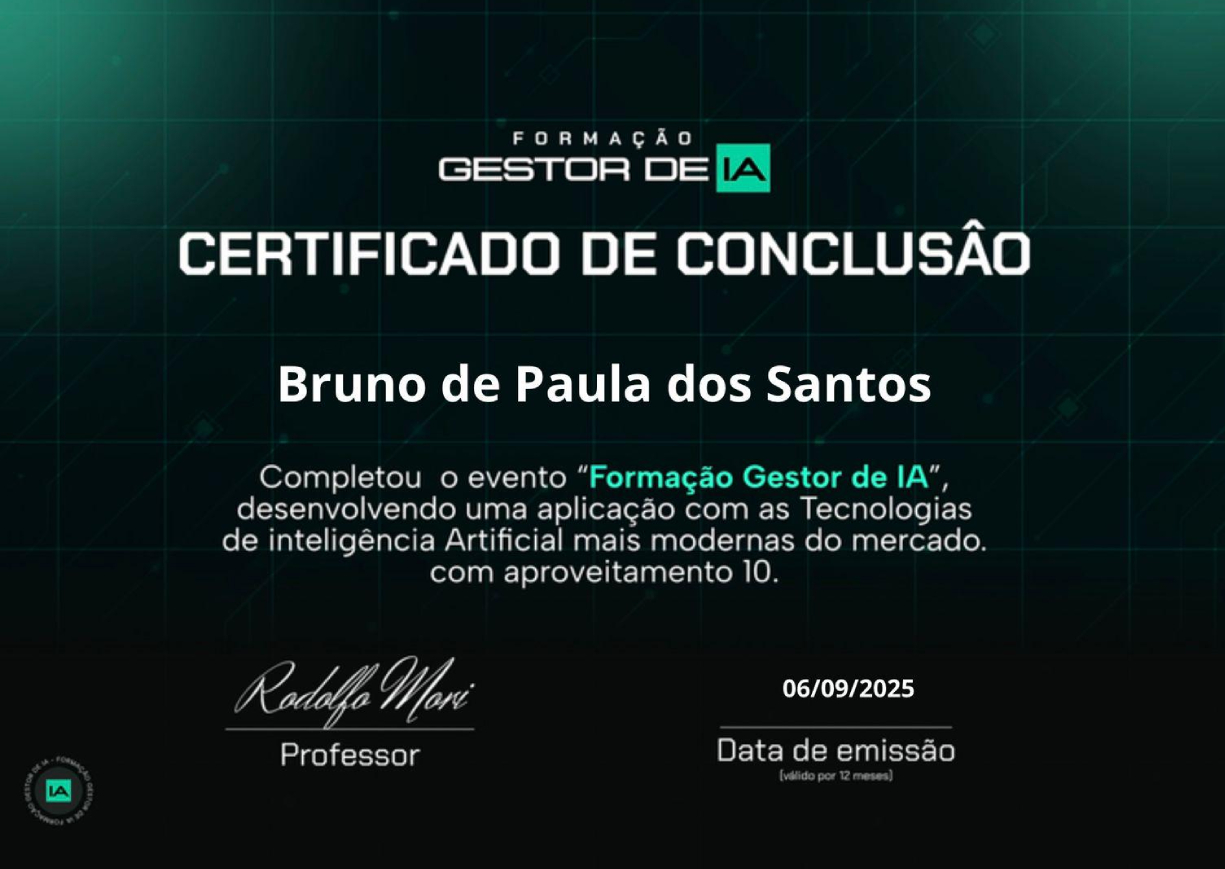 FORMAÇÃO
GESTOR DE IA
CERTIFICADO DE CONCLUSÂO
Bruno de Paula dos Santos
Completou o evento “Formação Gestor de IA”,
desenvolvendo uma aplicação com as Tecnologias
de inteligência Artificial mais modernas do mercado.
com aproveitamento 10.
Rodolfo Mori
Professor
06/09/2025
Data de emissão
(válido por 12 meses)
FORMAÇÃO GESTOR DE IA - FORMAÇÃO GESTOR DE IA -
IA